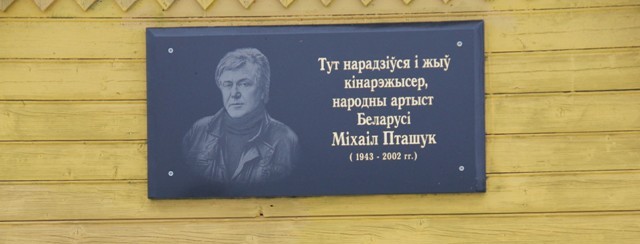 Тут нарадзіўся і жыў
кінарэжысер,
народны артыст
Беларусі
Міхаіл Пташук
( 1943 - 2002 гг.)